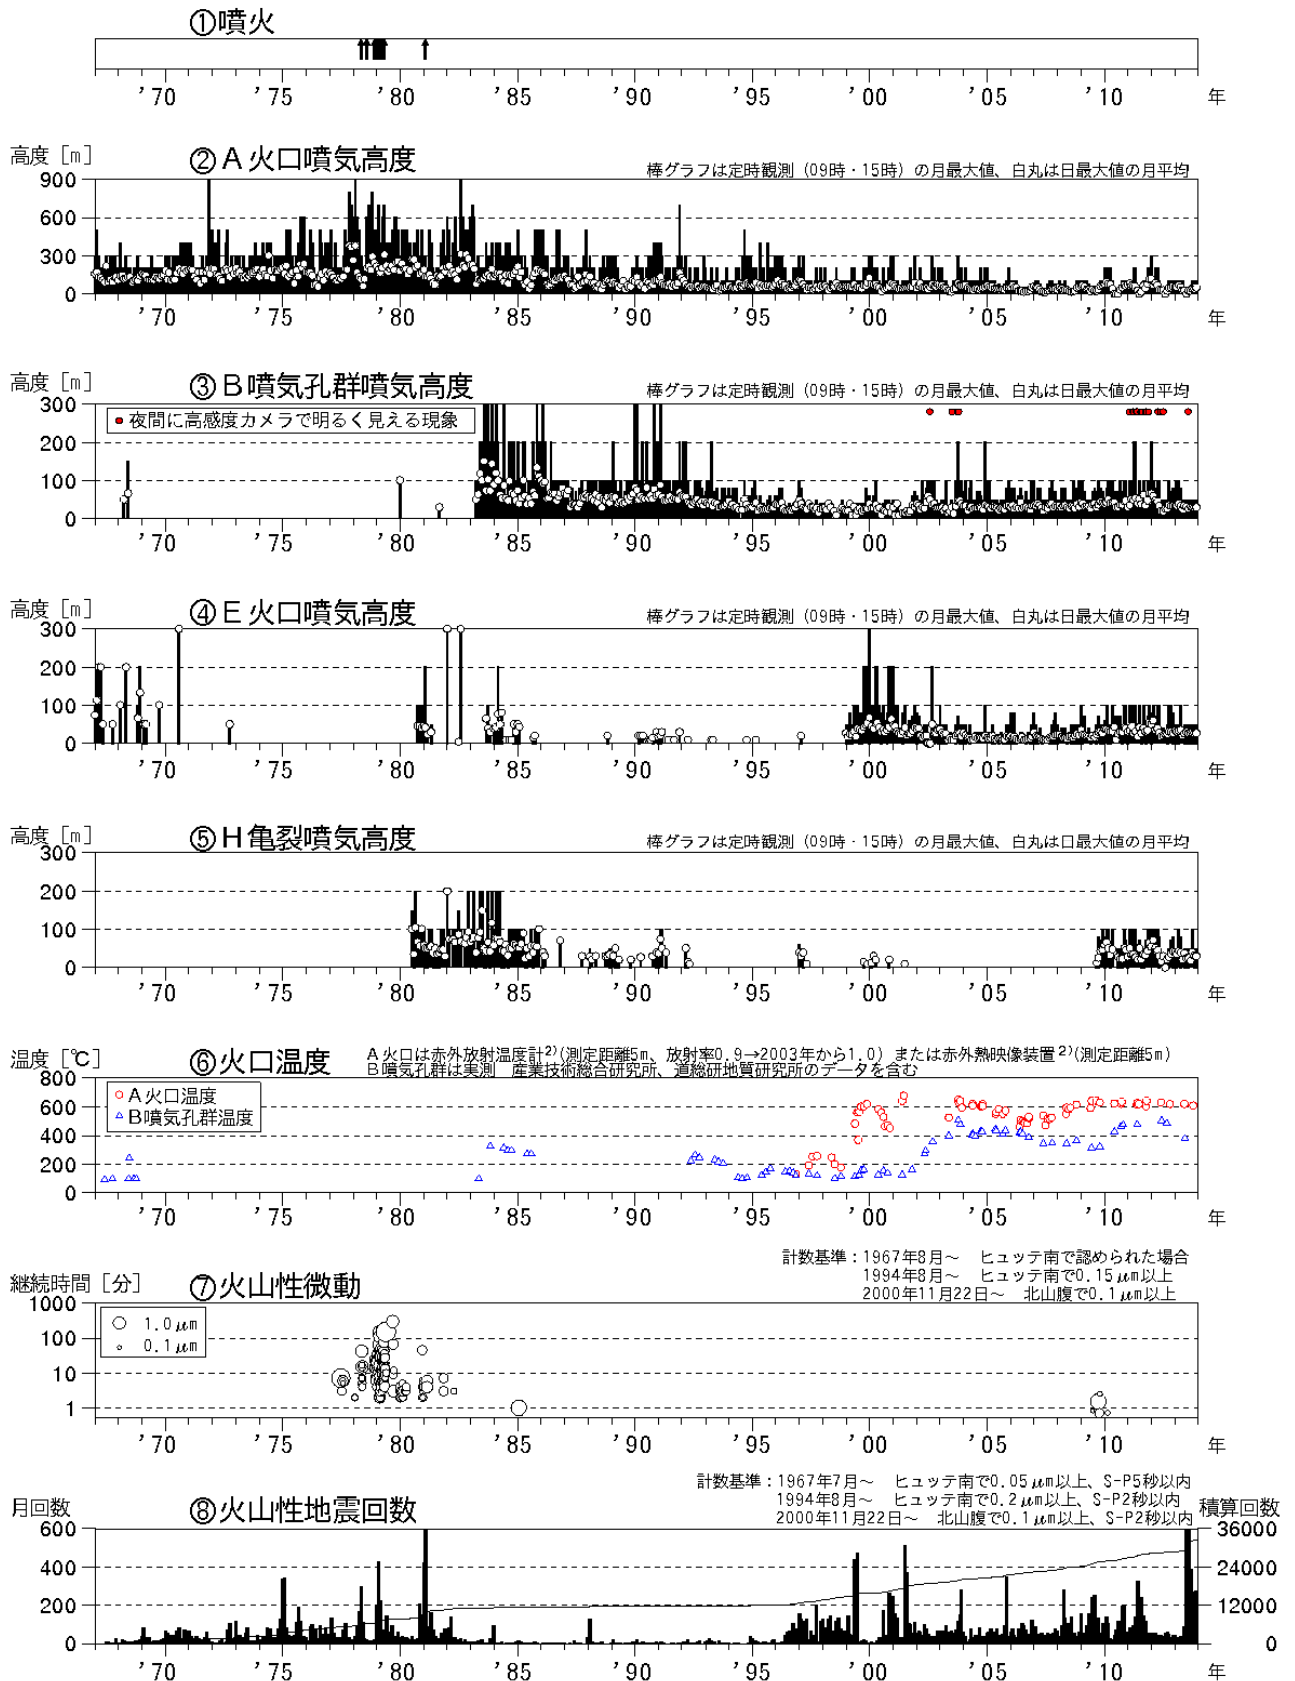 ①噴火
'70 '75 '80 '85 '90 '95 '00 '05 '10 年
高度［m］ ②A火口噴気高度
棒グラフは定時観測（09時・15時）の月最大値、白丸は日最大値の月平均
900
600
300
0
'70 '75 '80 '85 '90 '95 '00 '05 '10 年
高度［m］ ③B噴気孔群噴気高度
棒グラフは定時観測（09時・15時）の月最大値、白丸は日最大値の月平均
300
夜間に高感度カメラで明るく見える現象
200
100
0
'70 '75 '80 '85 '90 '95 '00 '05 '10 年
高度［m］ ④E火口噴気高度
棒グラフは定時観測（09時・15時）の月最大値、白丸は日最大値の月平均
300
200
100
0
'70 '75 '80 '85 '90 '95 '00 '05 '10 年
高度［m］ ⑤H亀裂噴気高度
棒グラフは定時観測（09時・15時）の月最大値、白丸は日最大値の月平均
300
200
100
0
'70 '75 '80 '85 '90 '95 '00 '05 '10 年
温度［℃］ ⑥火口温度
A火口は赤外放射温度計2)(測定距離5m、放射率0.9→2003年から1.0) または赤外熱映像装置2)(測定距離5m)
B噴気孔群は実測 産業技術総合研究所、道総研地質研究所のデータを含む
800
A火口温度
600
B噴気孔群温度
400
200
0
'70 '75 '80 '85 '90 '95 '00 '05 '10 年
計数基準：1967年8月～ ヒュッテ南で認められた場合
継続時間［分］ ⑦火山性微動
1994年8月～ ヒュッテ南で0.15μm以上
2000年11月22日～ 北山腹で0.1μm以上
1000
1.0μm
100
0.1μm
10
1
'70 '75 '80 '85 '90 '95 '00 '05 '10 年
計数基準：1967年7月～ ヒュッテ南で0.05μm以上、S-P5秒以内
月回数 ⑧火山性地震回数
1994年8月～ ヒュッテ南で0.2μm以上、S-P2秒以内
2000年11月22日～ 北山腹で0.1μm以上、S-P2秒以内
積算回数
600 36000
400 24000
200 12000
0 0
'70 '75 '80 '85 '90 '95 '00 '05 '10 年